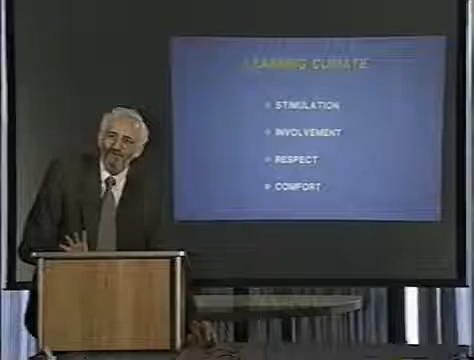 LEARNING CLIMATE
STIMULATION
INVOLVEMENT
RESPECT
COMFORT